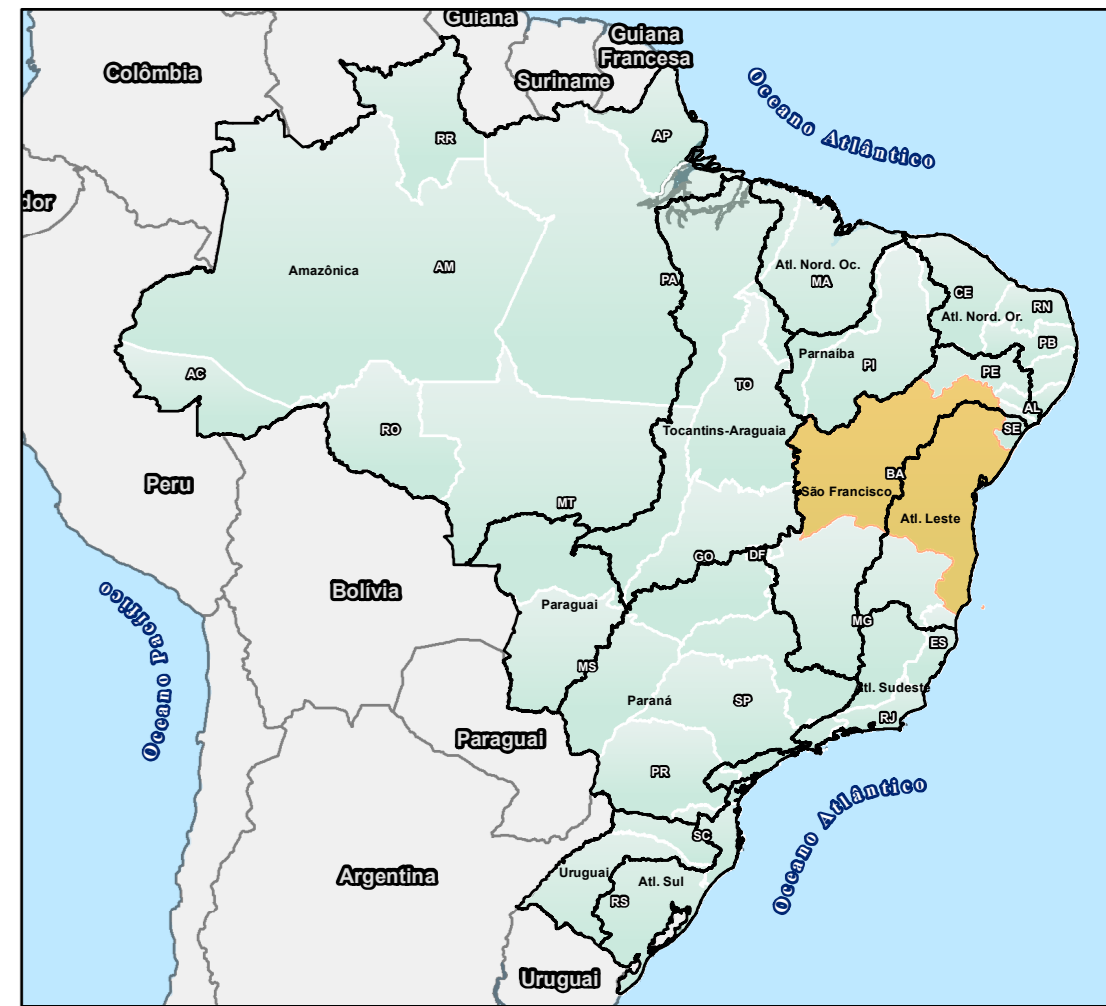 Guiana
Guiana
Francesa
Colômbia
Suriname
Oceano Atlântico
RR
AP
dor
Amazônica
AM
PA
Atl. Nord. Oc.
MA
CE
RN
Atl. Nord. Or.
PB
Parnaíba
PI
PE
AC
TO
AL
RO
Tocantins-Araguaia
SE
BA
Peru
São Francisco
MT
Atl. Leste
GO
DF
Bolívia
Oceano Pacífico
Paraguai
MG
ES
MS
Atl. Sudeste
Paraná
SP
RJ
Paraguai
PR
Oceano Atlântico
SC
Argentina
Uruguai
Atl. Sul
RS
Uruguai